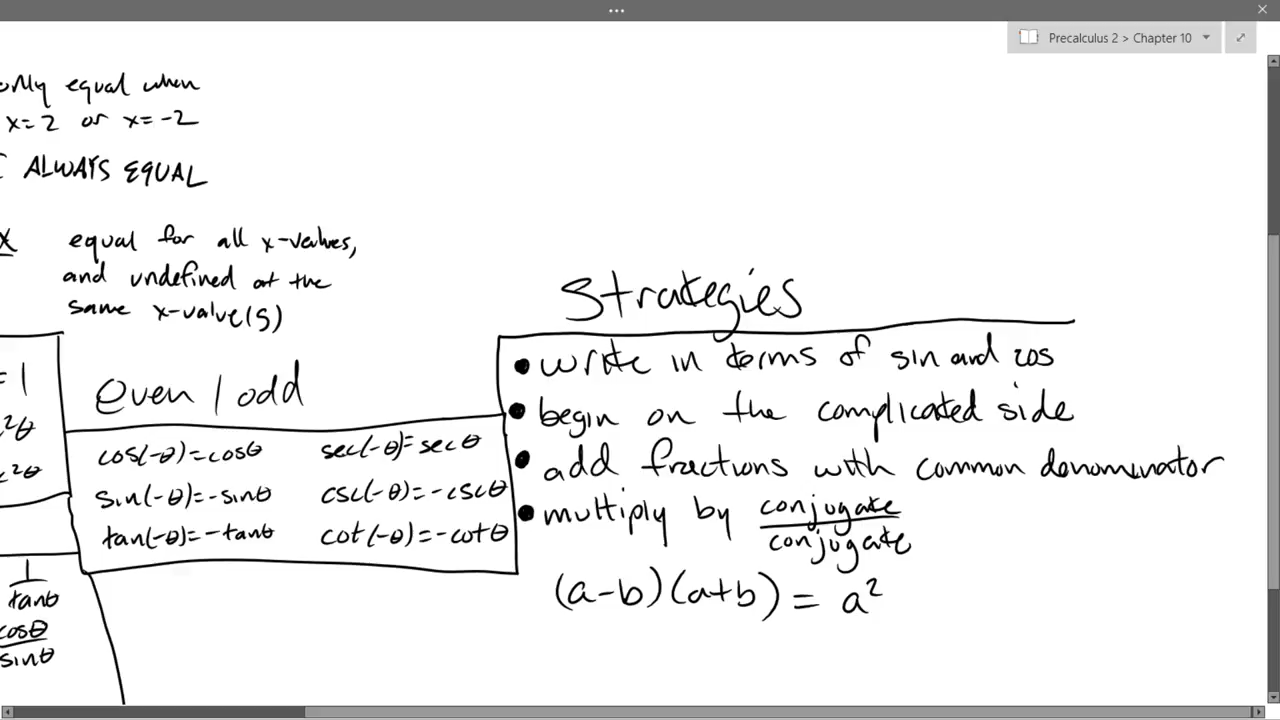 Precalculus 2 > Chapter 10
only equal when
x=2 or x=-2
ALWAYS EQUAL
x equal for all x-values,
and undefined at the
same x-value(s)
Strategies
• write in terms of sin and cos
• begin on the complicated side
• add fractions with common denominator
• multiply by conjugate
conjugate
(a-b)(a+b) = a²
even / odd
cos(-θ)=cosθ sec(-θ)=secθ
sin(-θ)=-sinθ csc(-θ)=-cscθ
tan(-θ)=-tanθ cot(-θ)=-cotθ
= 1
²θ
c²θ
1
tanθ
cosθ
sinθ